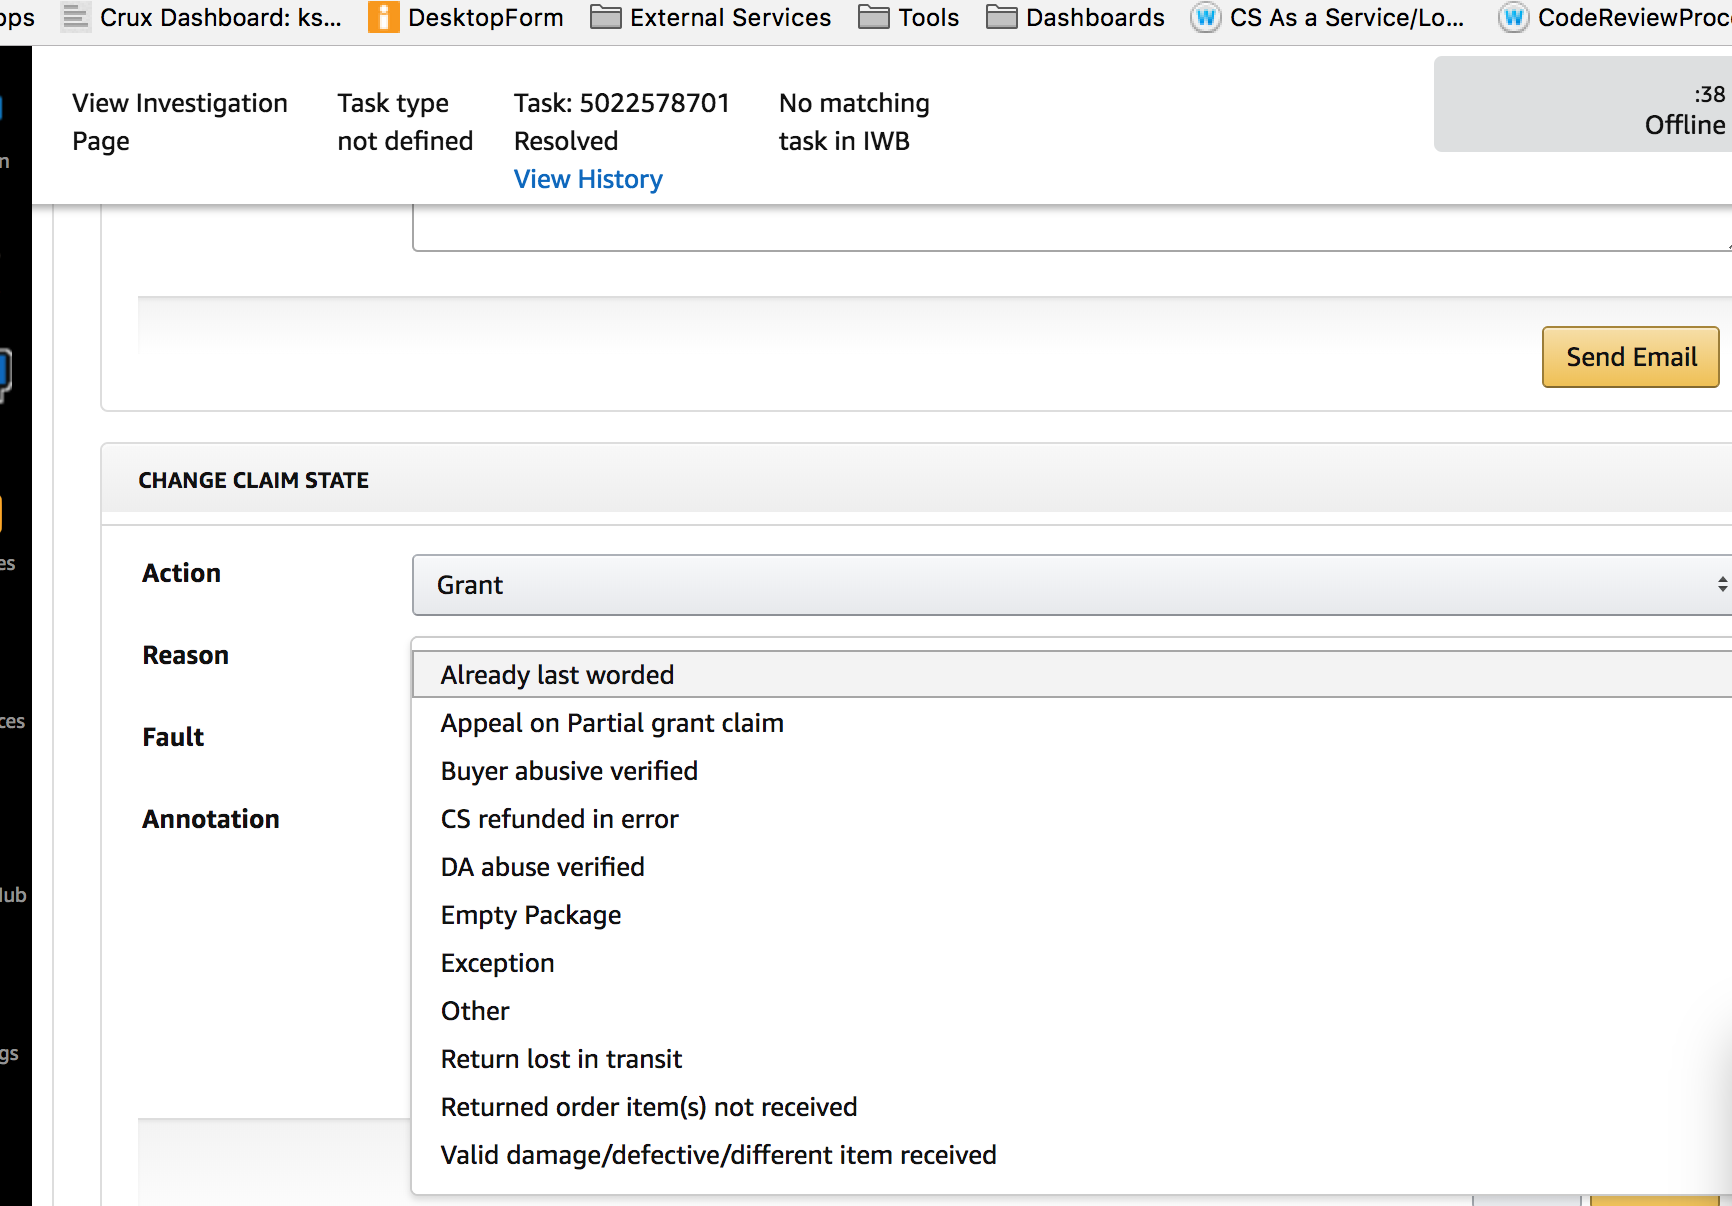 ops Crux Dashboard: ks... DesktopForm External Services Tools Dashboards CS As a Service/Lo... CodeReviewProc
View Investigation Page
Task type not defined
Task: 5022578701
Resolved
View History
No matching task in IWB
:38
Offline
Send Email
CHANGE CLAIM STATE
Action
Grant
Reason
Fault
Annotation
Already last worded
Appeal on Partial grant claim
Buyer abusive verified
CS refunded in error
DA abuse verified
Empty Package
Exception
Other
Return lost in transit
Returned order item(s) not received
Valid damage/defective/different item received
n
es
ces
gs